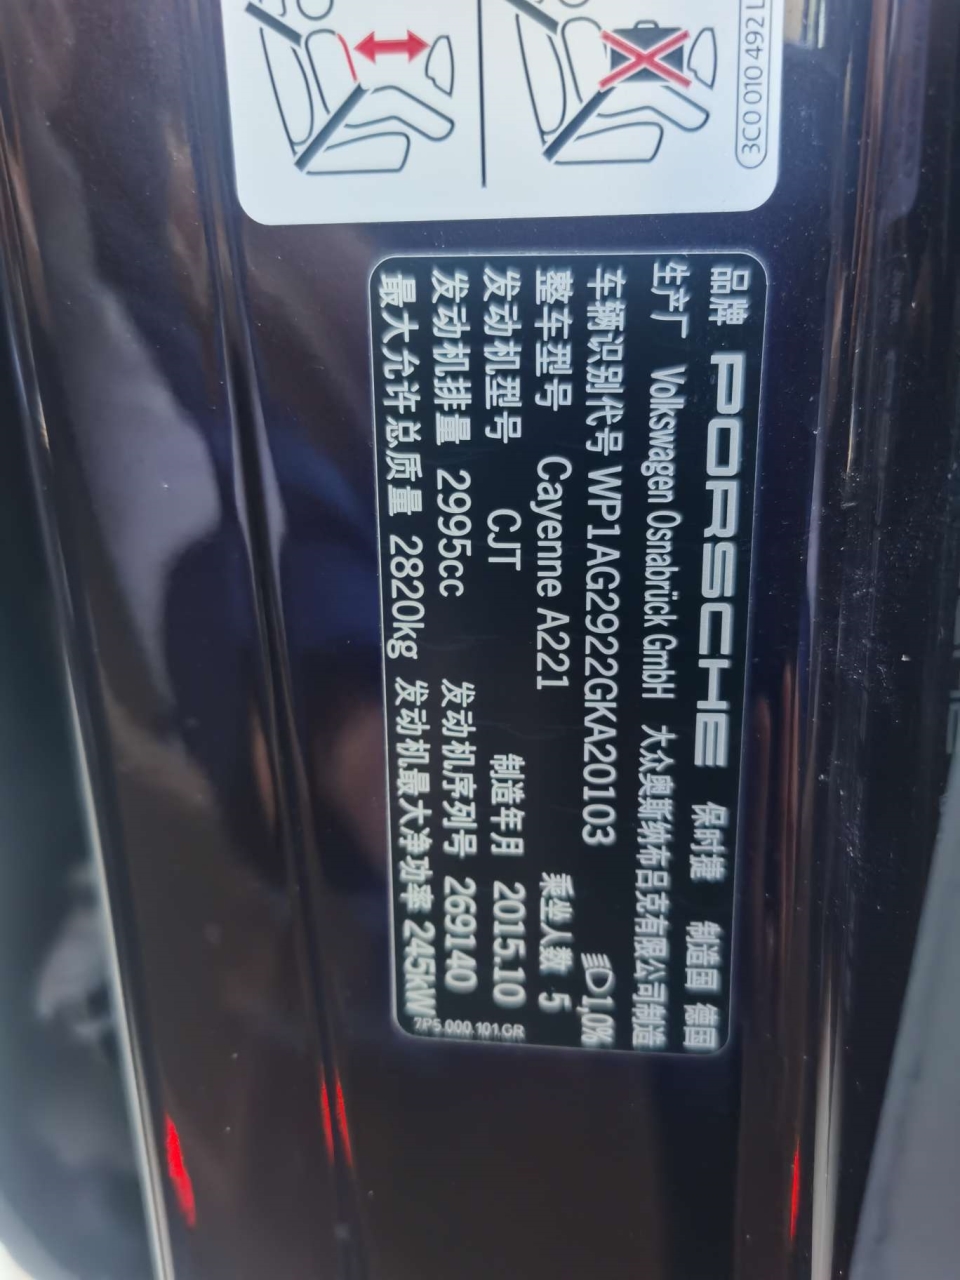 3C0 010 492
品牌 PORSCHE 保时捷 制造国 德国
生产厂 Volkswagen Osnabrück GmbH 大众奥斯纳布吕克有限公司制造
车辆识别代号 WP1AG2922GKA20103 1,0%
整车型号 Cayenne A221 乘坐人数 5
发动机型号 CJT 制造年月 2015.10
发动机排量 2995cc 发动机序列号 269140
最大允许总质量 2820kg 发动机最大净功率 245kW
7P5.000.101.GR